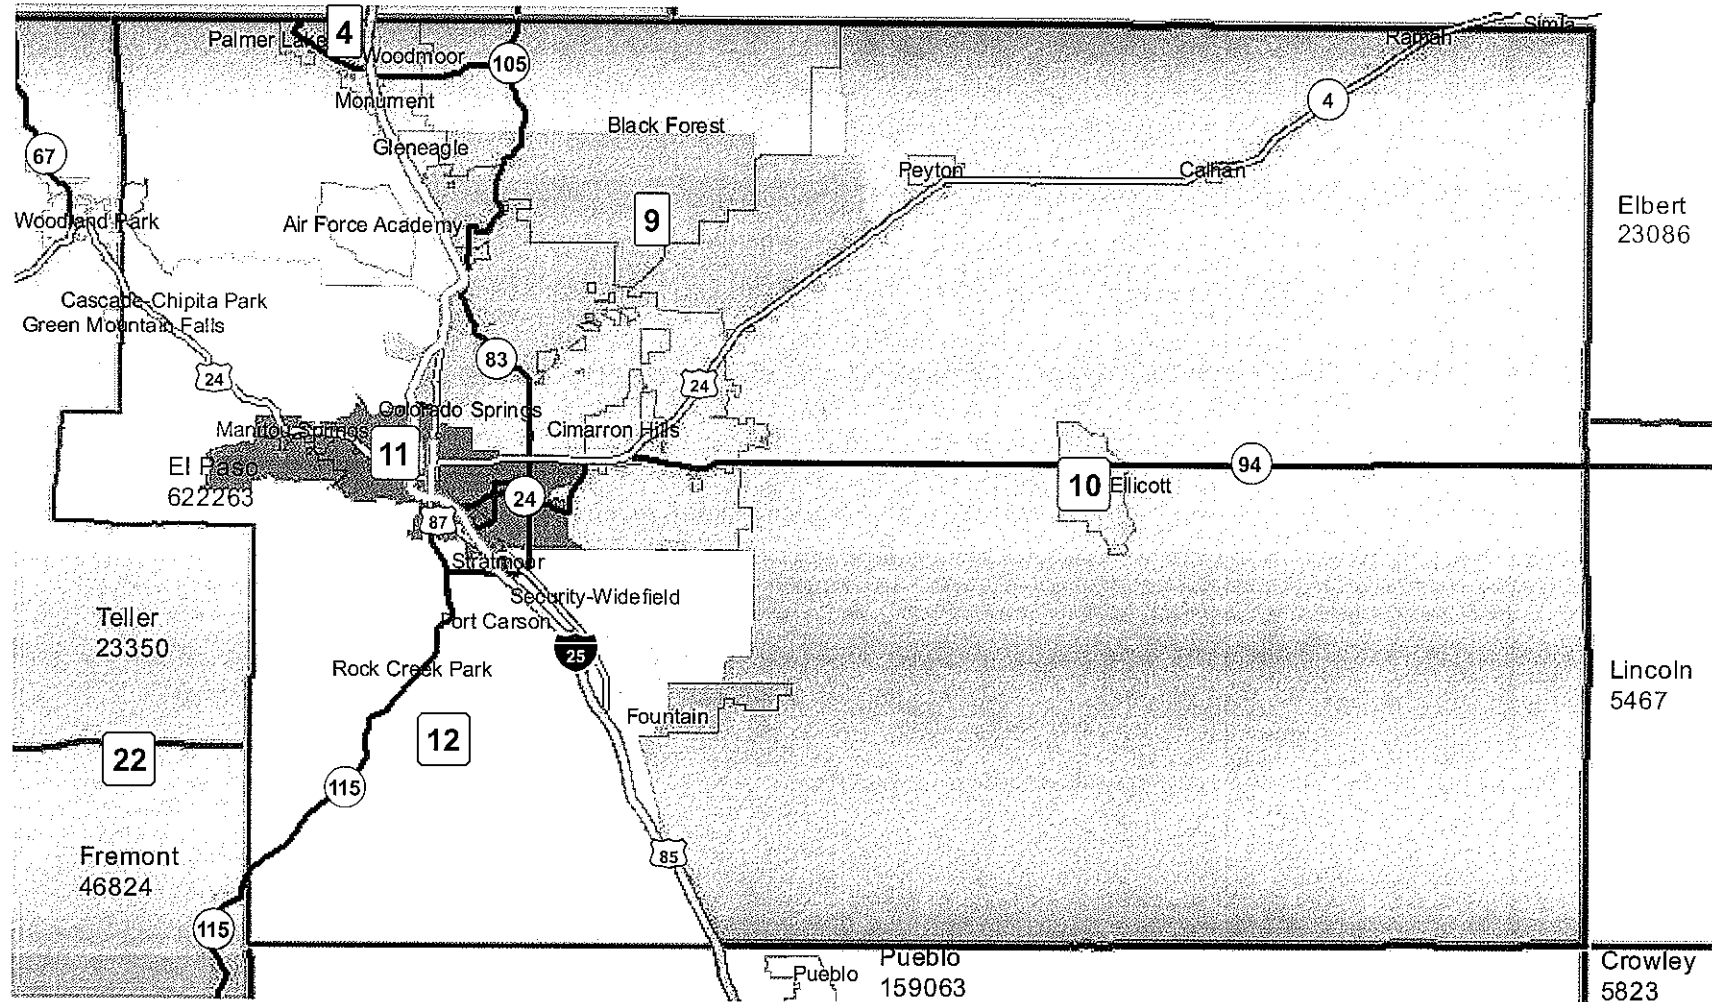 Simla
Ramah
Palmer Lake
4
Woodmoor
105
Monument
4
Black Forest
Gleneagle
67
Peyton
Calhan
Woodland Park
Air Force Academy
9
Elbert
23086
Cascade-Chipita Park
Green Mountain Falls
83
24
24
Colorado Springs
Manitou Springs
Cimarron Hills
11
El Paso
622263
94
10
Ellicott
24
87
Stratmoor
Security-Widefield
Teller
23350
Fort Carson
25
Rock Creek Park
Lincoln
5467
Fountain
12
22
115
Fremont
46824
85
115
Pueblo
159063
Pueblo
Crowley
5823